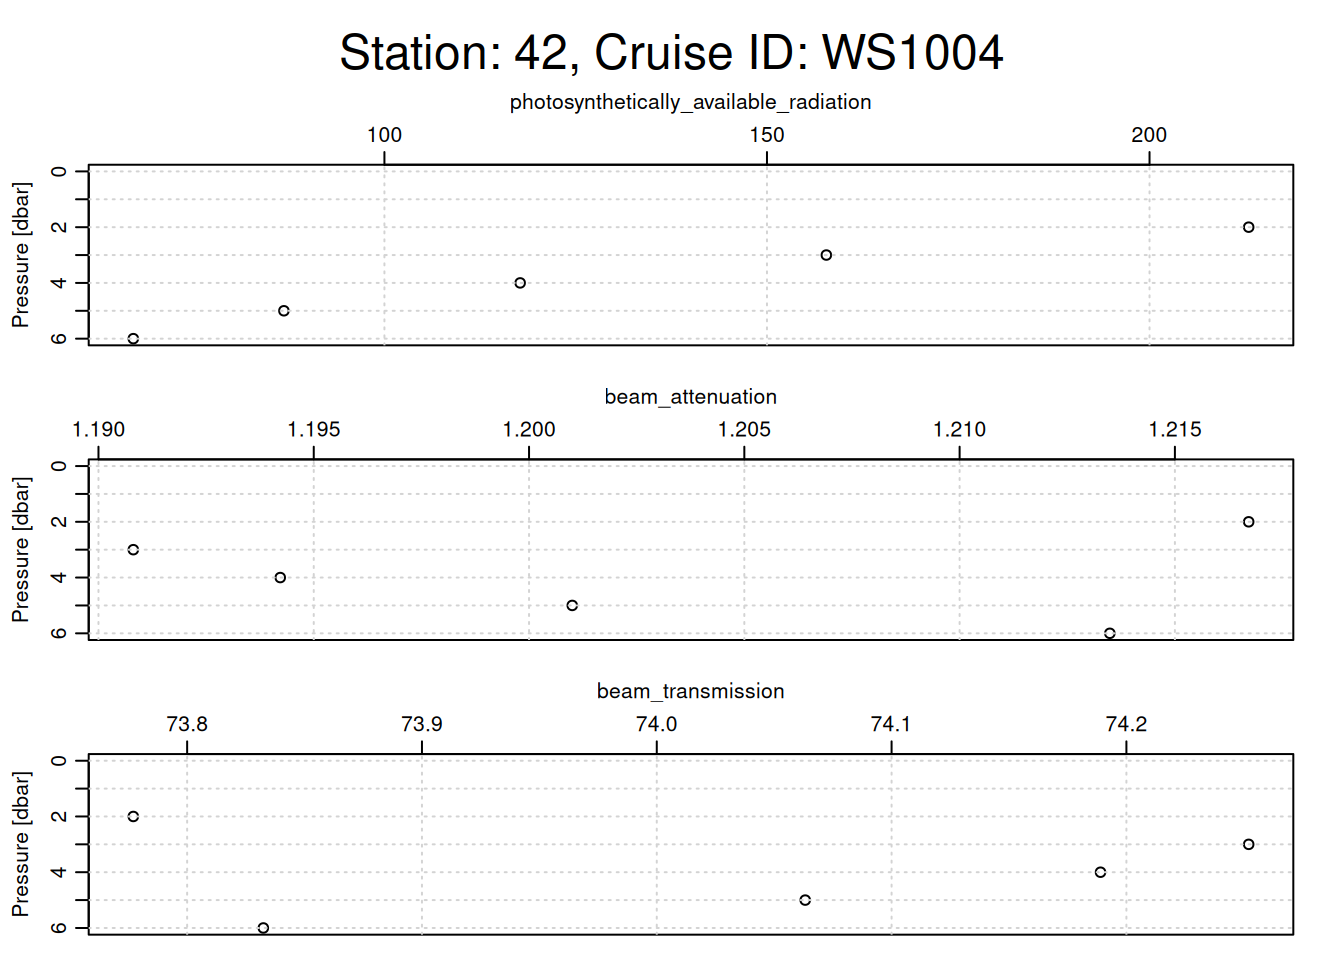 Station: 42, Cruise ID: WS1004
photosynthetically_available_radiation
100 150 200
Pressure [dbar]
0
2
4
6
beam_attenuation
1.190 1.195 1.200 1.205 1.210 1.215
Pressure [dbar]
0
2
4
6
beam_transmission
73.8 73.9 74.0 74.1 74.2
Pressure [dbar]
0
2
4
6